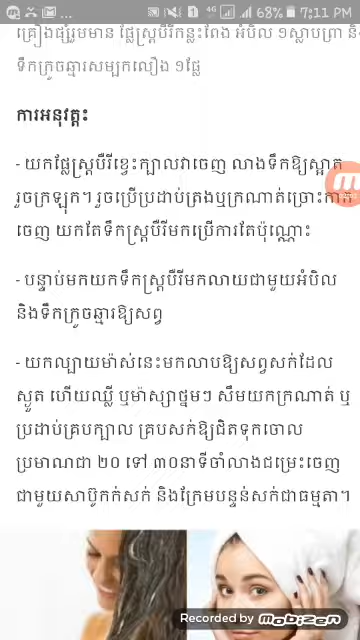 4G 68% 7:11 PM
គ្រឿងផ្សំរួមមាន ផ្លែស្ត្របឺរីកន្លះពែង អំបិល ១ស្លាបព្រា និ
ទឹកក្រូចឆ្មារសម្បកលឿង ១ផ្លែ
ការអនុវត្តះ
- យកផ្លែស្ត្របឺរីខ្វេះក្បាលវាចេញ លាងទឹកឱ្យស្អាត
រួចក្រឡុក។ រួចប្រើប្រដាប់ត្រងឬក្រណាត់ច្រោះកាក
ចេញ យកតែទឹកស្ត្របឺរីមកប្រើការតែប៉ុណ្ណោះ
- បន្ទាប់មកយកទឹកស្ត្របឺរីមកលាយជាមួយអំបិល
និងទឹកក្រូចឆ្មារឱ្យសព្វ
- យកល្បាយម៉ាស់នេះមកលាបឱ្យសព្វសក់ដែល
ស្ងួត ហើយឈ្លី ឬម៉ាស្សាថ្នមៗ សឹមយកក្រណាត់ ឬ
ប្រដាប់គ្របក្បាល គ្របសក់ឱ្យជិតទុកចោល
ប្រមាណជា ២០ ទៅ ៣០នាទីចាំលាងជម្រះចេញ
ជាមួយសាប៊ូកក់សក់ និងក្រែមបន្ទន់សក់ជាធម្មតា។
Recorded by MOBIZEN